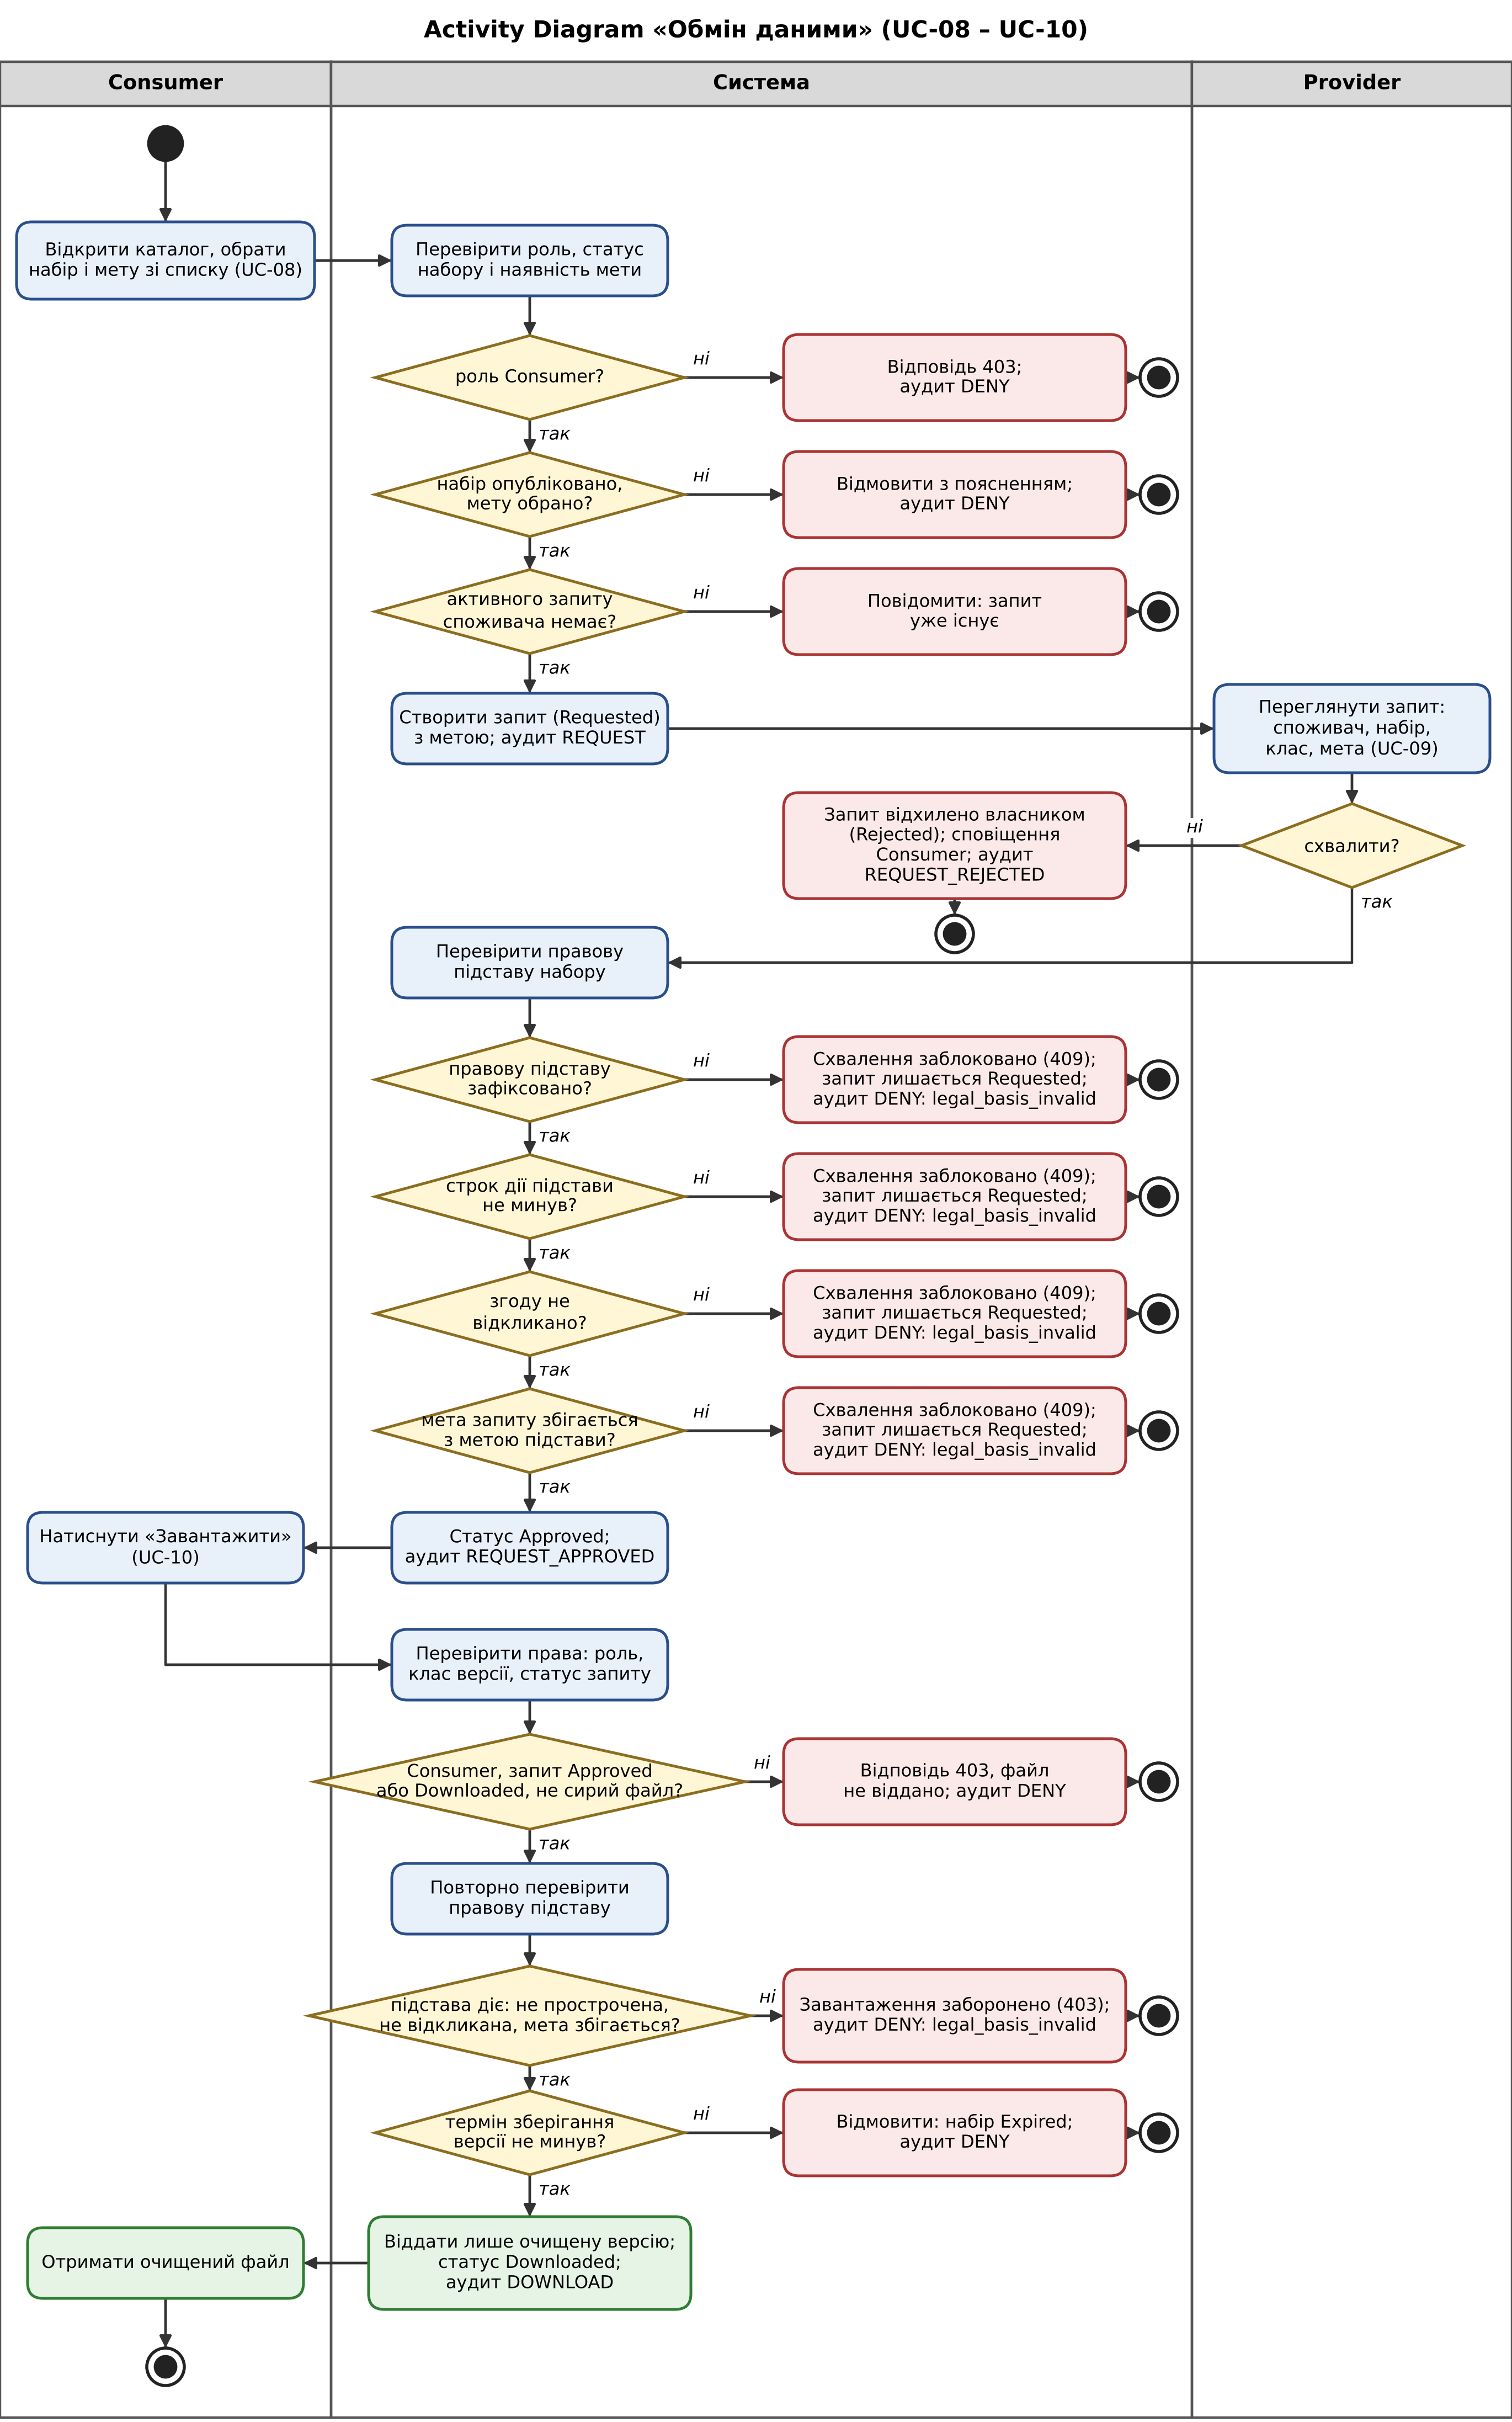 Activity Diagram «Обмін даними» (UC-08 – UC-10)
Consumer
Система
Provider
Відкрити каталог, обрати
набір і мету зі списку (UC-08)
Перевірити роль, статус
набору і наявність мети
роль Consumer?
ні
Відповідь 403;
аудит DENY
так
набір опубліковано,
мету обрано?
ні
Відмовити з поясненням;
аудит DENY
так
активного запиту
споживача немає?
ні
Повідомити: запит
уже існує
так
Створити запит (Requested)
з метою; аудит REQUEST
Переглянути запит:
споживач, набір,
клас, мета (UC-09)
схвалити?
ні
Запит відхилено власником
(Rejected); сповіщення
Consumer; аудит
REQUEST_REJECTED
так
Перевірити правову
підставу набору
правову підставу
зафіксовано?
ні
Схвалення заблоковано (409);
запит лишається Requested;
аудит DENY: legal_basis_invalid
так
строк дії підстави
не минув?
ні
Схвалення заблоковано (409);
запит лишається Requested;
аудит DENY: legal_basis_invalid
так
згоду не
відкликано?
ні
Схвалення заблоковано (409);
запит лишається Requested;
аудит DENY: legal_basis_invalid
так
мета запиту збігається
з метою підстави?
ні
Схвалення заблоковано (409);
запит лишається Requested;
аудит DENY: legal_basis_invalid
так
Статус Approved;
аудит REQUEST_APPROVED
Натиснути «Завантажити»
(UC-10)
Перевірити права: роль,
клас версії, статус запиту
Consumer, запит Approved
або Downloaded, не сирий файл?
ні
Відповідь 403, файл
не віддано; аудит DENY
так
Повторно перевірити
правову підставу
підстава діє: не прострочена,
не відкликана, мета збігається?
ні
Завантаження заборонено (403);
аудит DENY: legal_basis_invalid
так
термін зберігання
версії не минув?
ні
Відмовити: набір Expired;
аудит DENY
так
Віддати лише очищену версію;
статус Downloaded;
аудит DOWNLOAD
Отримати очищений файл